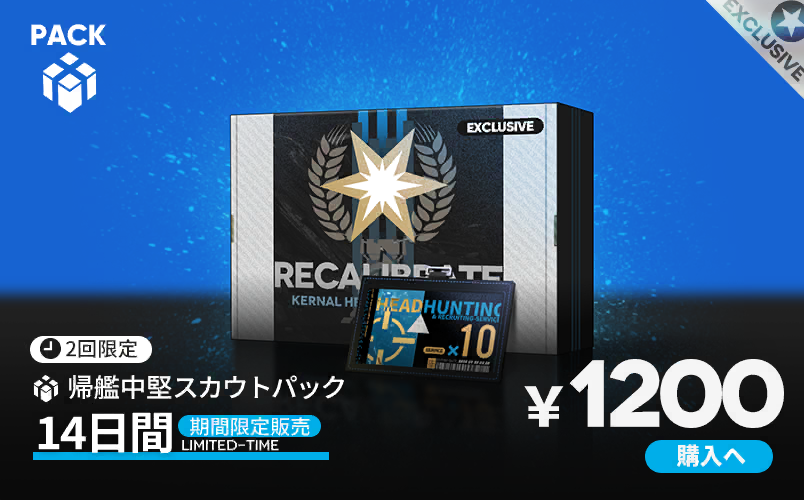 PACK
EXCLUSIVE
EXCLUSIVE
RECALIBRATE
KERNAL HE
HEADHUNTING
& RECRUITING-SERVICE
×10
2回限定
帰艦中堅スカウトパック
14日間 期間限定販売
LIMITED-TIME
¥1200
購入へ